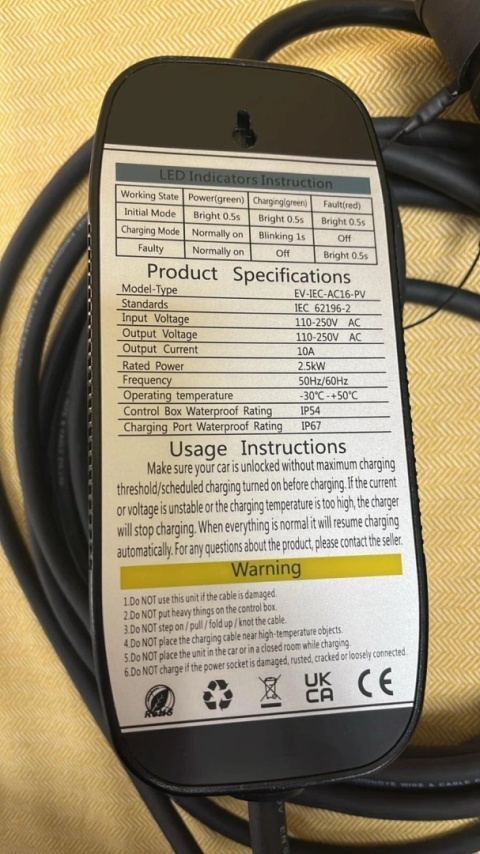 LED Indicators Instruction
Working State Power(green) Charging(green) Fault(red)
Initial Mode Bright 0.5s Bright 0.5s Bright 0.5s
Charging Mode Normally on Blinking 1s Off
Faulty Normally on Off Bright 0.5s
Product Specifications
Model-Type EV-IEC-AC16-PV
Standards IEC 62196-2
Input Voltage 110-250V AC
Output Voltage 110-250V AC
Output Current 10A
Rated Power 2.5kW
Frequency 50Hz/60Hz
Operating temperature -30℃-+50℃
Control Box Waterproof Rating IP54
Charging Port Waterproof Rating IP67
Usage Instructions
Make sure your car is unlocked without maximum charging
threshold/scheduled charging turned on before charging. If the current
or voltage is unstable or the charging temperature is too high, the charger
will stop charging. When everything is normal it will resume charging
automatically. For any questions about the product, please contact the seller.
Warning
1.Do NOT use this unit if the cable is damaged.
2.Do NOT put heavy things on the control box.
3.Do NOT step on / pull / fold up / knot the cable.
4.Do NOT place the charging cable near high-temperature objects.
5.Do NOT place the unit in the car or in a closed room while charging.
6.Do NOT charge if the power socket is damaged, rusted, cracked or loosely connected.
UK
CA
CE